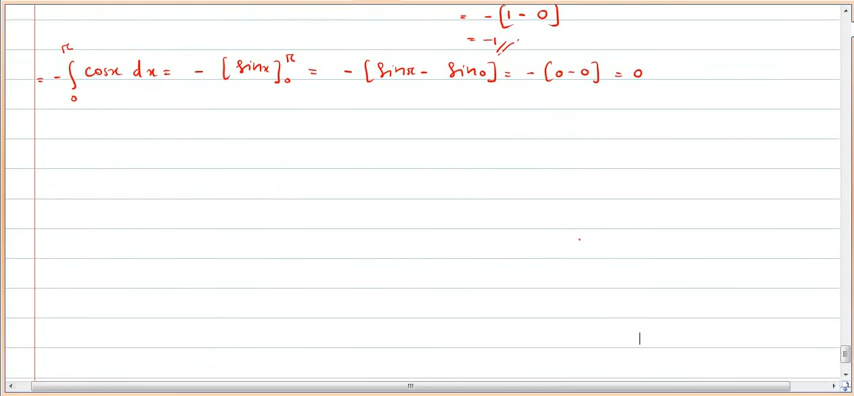 = - [1 - 0]
= -1 //
= - ∫₀^π cosx dx = - [sinx]₀^π = - [sinπ - sin0] = - [0 - 0] = 0